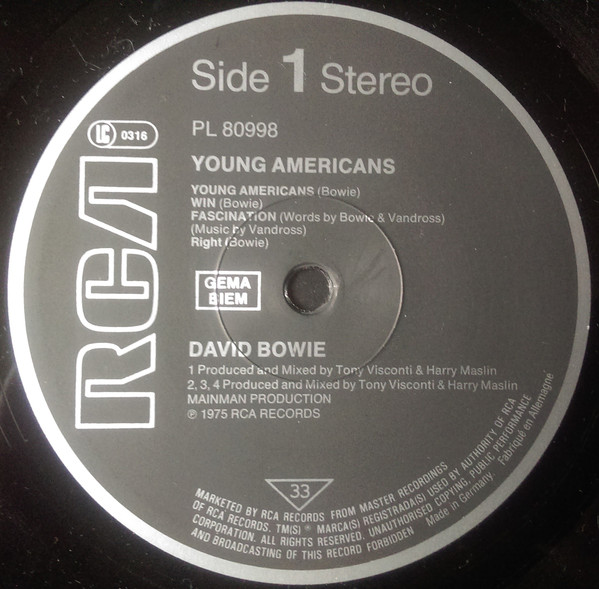 Side 1 Stereo
LC 0316
PL 80998
RCA
YOUNG AMERICANS
YOUNG AMERICANS (Bowie)
WIN (Bowie)
FASCINATION (Words by Bowie & Vandross)
(Music by Vandross)
Right (Bowie)
GEMA
BIEM
DAVID BOWIE
1 Produced and Mixed by Tony Visconti & Harry Maslin
2, 3, 4 Produced and Mixed by Tony Visconti & Harry Maslin
MAINMAN PRODUCTION
℗ 1975 RCA RECORDS
33
MARKETED BY RCA RECORDS FROM MASTER RECORDINGS
OF RCA RECORDS. TM(S) ® MARCA(S) REGISTRADA(S) USED BY AUTHORITY OF RCA
CORPORATION. ALL RIGHTS RESERVED. UNAUTHORISED COPYING, PUBLIC PERFORMANCE
AND BROADCASTING OF THIS RECORD FORBIDDEN Made in Germany. Fabriqué en Allemagne